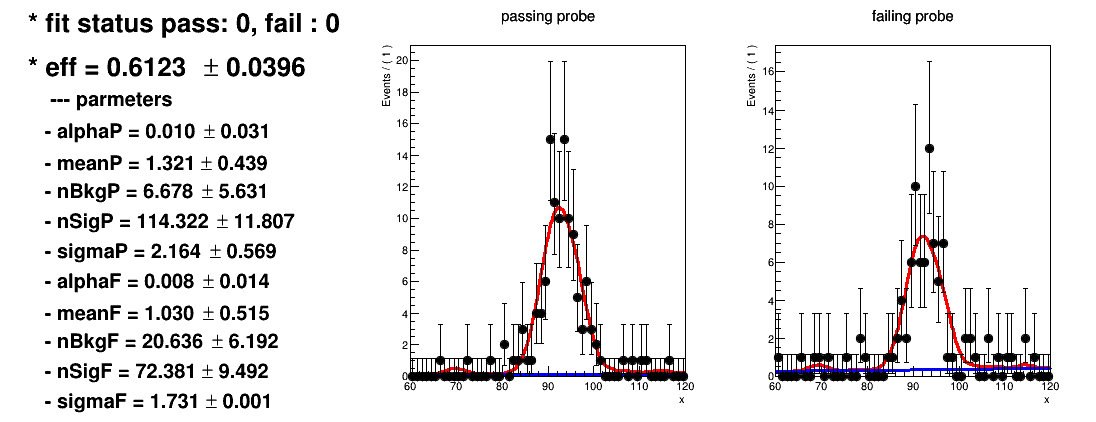 * fit status pass: 0, fail : 0
* eff = 0.6123 ± 0.0396
--- parmeters
- alphaP = 0.010 ± 0.031
- meanP = 1.321 ± 0.439
- nBkgP = 6.678 ± 5.631
- nSigP = 114.322 ± 11.807
- sigmaP = 2.164 ± 0.569
- alphaF = 0.008 ± 0.014
- meanF = 1.030 ± 0.515
- nBkgF = 20.636 ± 6.192
- nSigF = 72.381 ± 9.492
- sigmaF = 1.731 ± 0.001
passing probe
Events / ( 1 )
20
18
16
14
12
10
8
6
4
2
0
60 70 80 90 100 110 120
x
failing probe
Events / ( 1 )
16
14
12
10
8
6
4
2
0
60 70 80 90 100 110 120
x